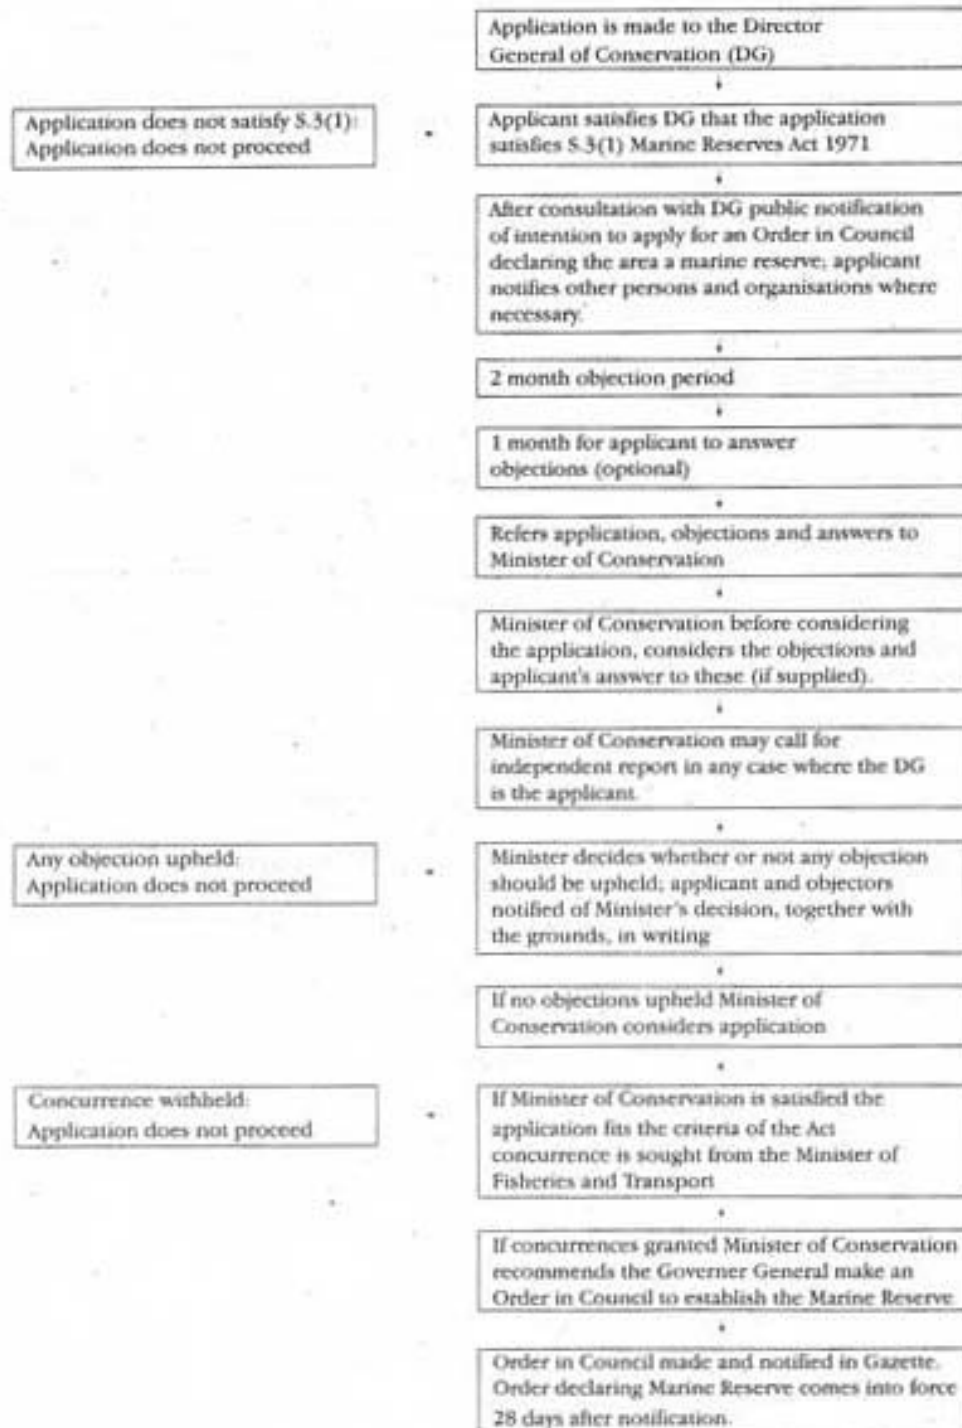 Application is made to the Director
General of Conservation (DG)
Application does not satisfy S.3(1):
Application does not proceed
Applicant satisfies DG that the application
satisfies S.3(1) Marine Reserves Act 1971
After consultation with DG public notification
of intention to apply for an Order in Council
declaring the area a marine reserve; applicant
notifies other persons and organisations where
necessary.
2 month objection period
1 month for applicant to answer
objections (optional)
Refers application, objections and answers to
Minister of Conservation
Minister of Conservation before considering
the application, considers the objections and
applicant's answer to these (if supplied).
Minister of Conservation may call for
independent report in any case where the DG
is the applicant
Any objection upheld:
Application does not proceed
Minister decides whether or not any objection
should be upheld; applicant and objectors
notified of Minister's decision, together with
the grounds, in writing
If no objections upheld Minister of
Conservation considers application
Concurrence withheld:
Application does not proceed
If Minister of Conservation is satisfied the
application fits the criteria of the Act
concurrence is sought from the Minister of
Fisheries and Transport
If concurrences granted Minister of Conservation
recommends the Governer General make an
Order in Council to establish the Marine Reserve
Order in Council made and notified in Gazette.
Order declaring Marine Reserve comes into force
28 days after notification.